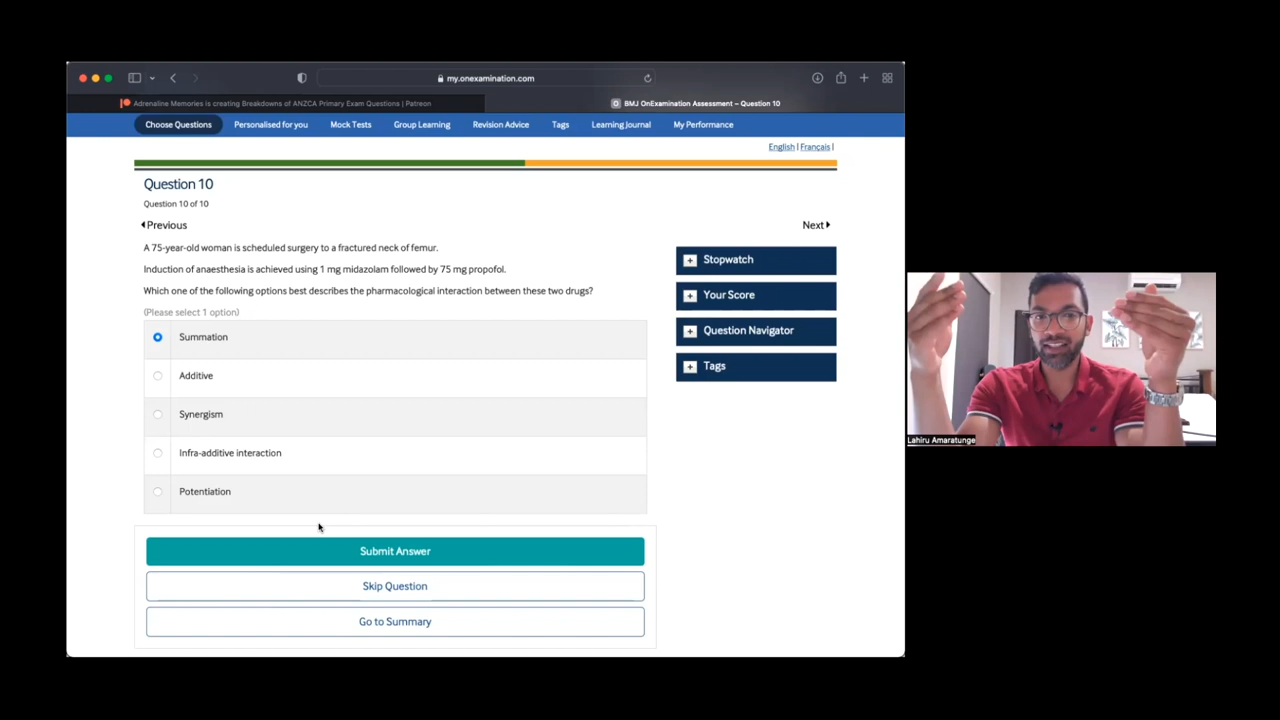 my.onexamination.com
Adrenaline Memories is creating Breakdowns of ANZCA Primary Exam Questions | Patreon
BMJ OnExamination Assessment – Question 10
Choose Questions
Personalised for you
Mock Tests
Group Learning
Revision Advice
Tags
Learning Journal
My Performance
English | Français |
Question 10
Question 10 of 10
Previous
Next
A 75-year-old woman is scheduled surgery to a fractured neck of femur.
Induction of anaesthesia is achieved using 1 mg midazolam followed by 75 mg propofol.
Which one of the following options best describes the pharmacological interaction between these two drugs?
(Please select 1 option)
Summation
Additive
Synergism
Infra-additive interaction
Potentiation
Submit Answer
Skip Question
Go to Summary
Stopwatch
Your Score
Question Navigator
Tags
Lahiru Amaratunge